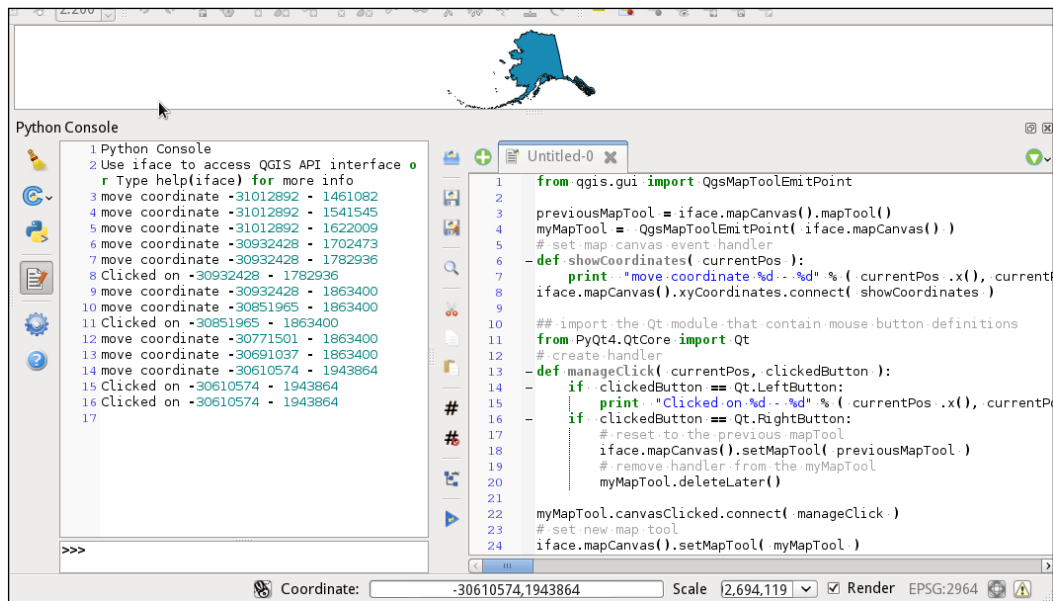 2.200
Python Console
1 Python Console
2 Use iface to access QGIS API interface o
r Type help(iface) for more info
3 move coordinate -31012892 - 1461082
4 move coordinate -31012892 - 1541545
5 move coordinate -31012892 - 1622009
6 move coordinate -30932428 - 1702473
7 move coordinate -30932428 - 1782936
8 Clicked on -30932428 - 1782936
9 move coordinate -30932428 - 1863400
10 move coordinate -30851965 - 1863400
11 Clicked on -30851965 - 1863400
12 move coordinate -30771501 - 1863400
13 move coordinate -30691037 - 1863400
14 move coordinate -30610574 - 1943864
15 Clicked on -30610574 - 1943864
16 Clicked on -30610574 - 1943864
17
>>>
Untitled-0
1 from qgis.gui import QgsMapToolEmitPoint
2
3 previousMapTool = iface.mapCanvas().mapTool()
4 myMapTool = QgsMapToolEmitPoint( iface.mapCanvas() )
5 # set map canvas event handler
6 def showCoordinates( currentPos ):
7 print "move coordinate %d - %d" % ( currentPos .x(), currentP
8 iface.mapCanvas().xyCoordinates.connect( showCoordinates )
9
10 ## import the Qt module that contain mouse button definitions
11 from PyQt4.QtCore import Qt
12 # create handler
13 def manageClick( currentPos, clickedButton ):
14 if clickedButton == Qt.LeftButton:
15 print "Clicked on %d - %d" % ( currentPos .x(), currentPo
16 if clickedButton == Qt.RightButton:
17 # reset to the previous mapTool
18 iface.mapCanvas().setMapTool( previousMapTool )
19 # remove handler from the myMapTool
20 myMapTool.deleteLater()
21
22 myMapTool.canvasClicked.connect( manageClick )
23 # set new map tool
24 iface.mapCanvas().setMapTool( myMapTool )
Coordinate: -30610574,1943864 Scale 2,694,119 Render EPSG:2964